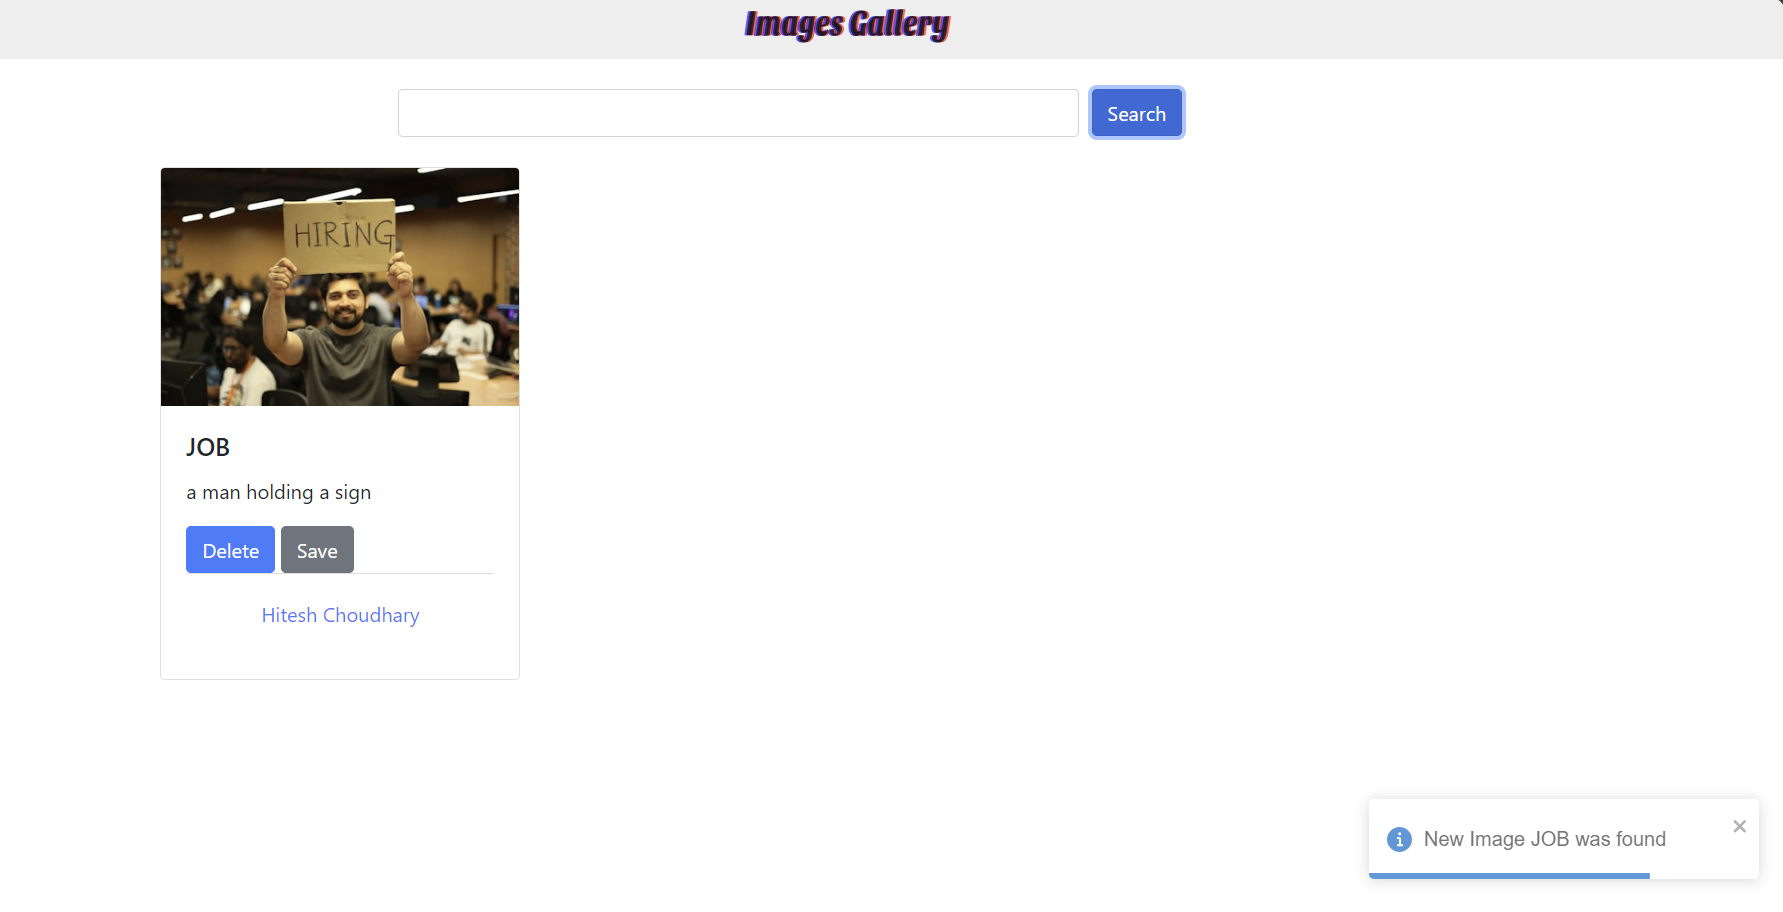 Images Gallery
Search
HIRING
JOB
a man holding a sign
Delete Save
Hitesh Choudhary
New Image JOB was found